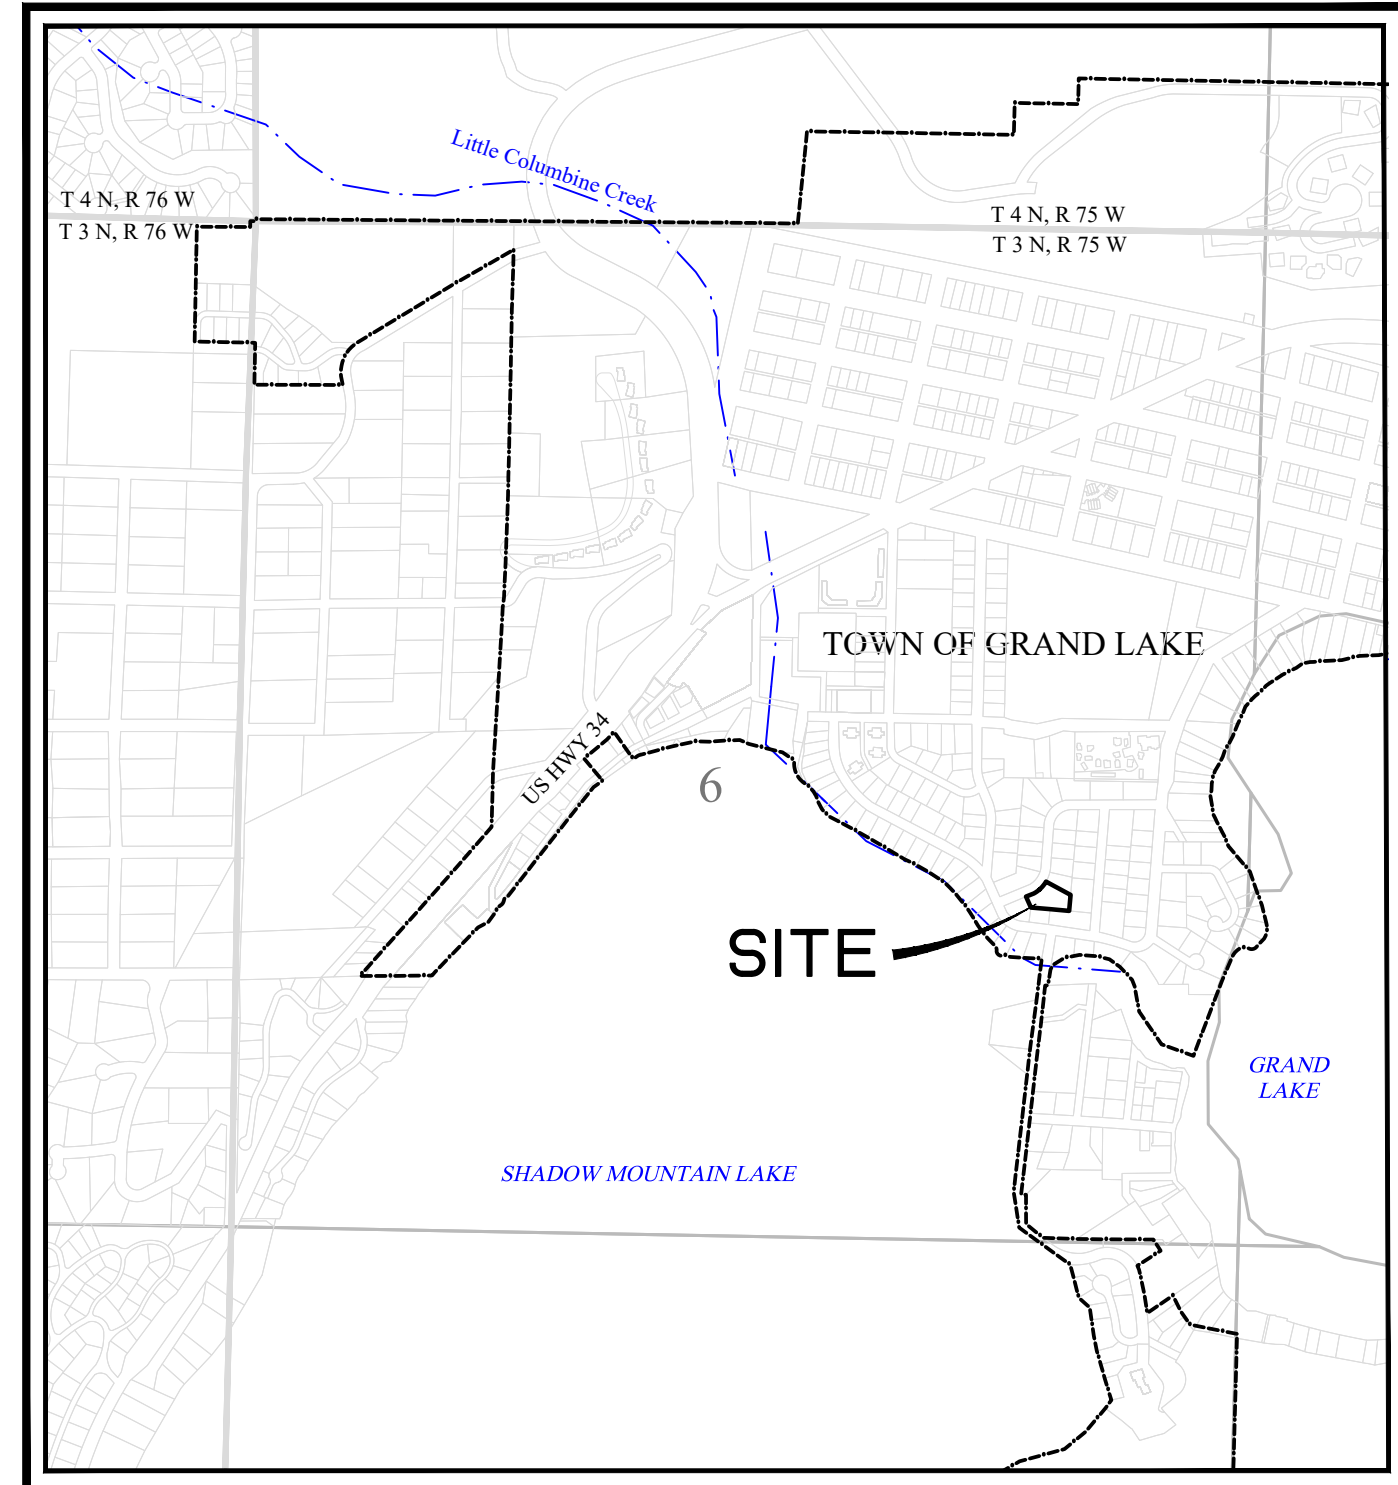 Little Columbine Creek
T 4 N, R 76 W
T 3 N, R 76 W
T 4 N, R 75 W
T 3 N, R 75 W
TOWN OF GRAND LAKE
US HWY 34
6
SITE
GRAND
LAKE
SHADOW MOUNTAIN LAKE